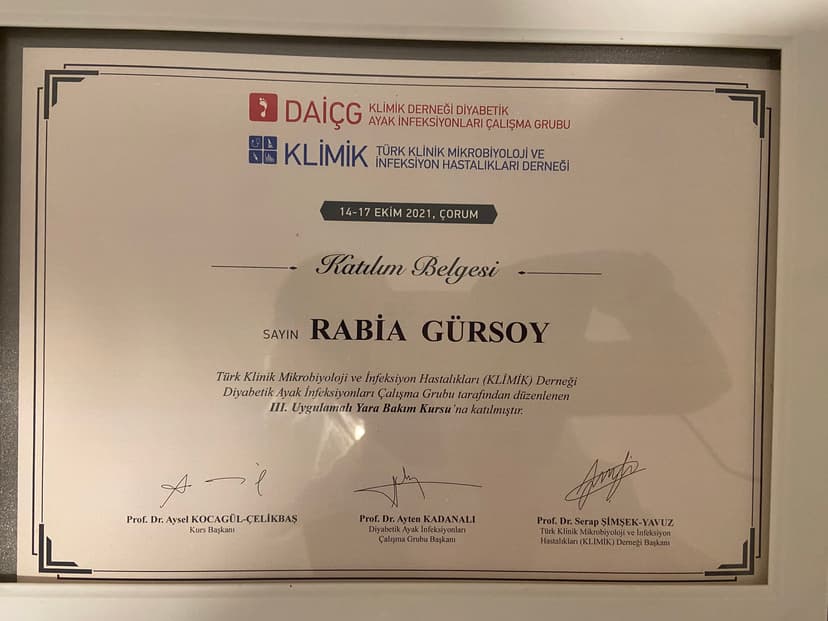 DAİÇG KLİMİK DERNEĞİ DİYABETİK
AYAK İNFEKSİYONLARI ÇALIŞMA GRUBU
KLİMİK TÜRK KLİNİK MİKROBİYOLOJİ VE
İNFEKSİYON HASTALIKLARI DERNEĞİ
14-17 EKİM 2021, ÇORUM
Katılım Belgesi
SAYIN RABİA GÜRSOY
Türk Klinik Mikrobiyoloji ve İnfeksiyon Hastalıkları (KLİMİK) Derneği
Diyabetik Ayak İnfeksiyonları Çalışma Grubu tarafından düzenlenen
III. Uygulamalı Yara Bakım Kursu'na katılmıştır.
Prof. Dr. Aysel KOCAGÜL-ÇELİKBAŞ
Kurs Başkanı
Prof. Dr. Ayten KADANALI
Diyabetik Ayak İnfeksiyonları
Çalışma Grubu Başkanı
Prof. Dr. Serap ŞİMŞEK-YAVUZ
Türk Klinik Mikrobiyoloji ve İnfeksiyon
Hastalıkları (KLİMİK) Derneği Başkanı